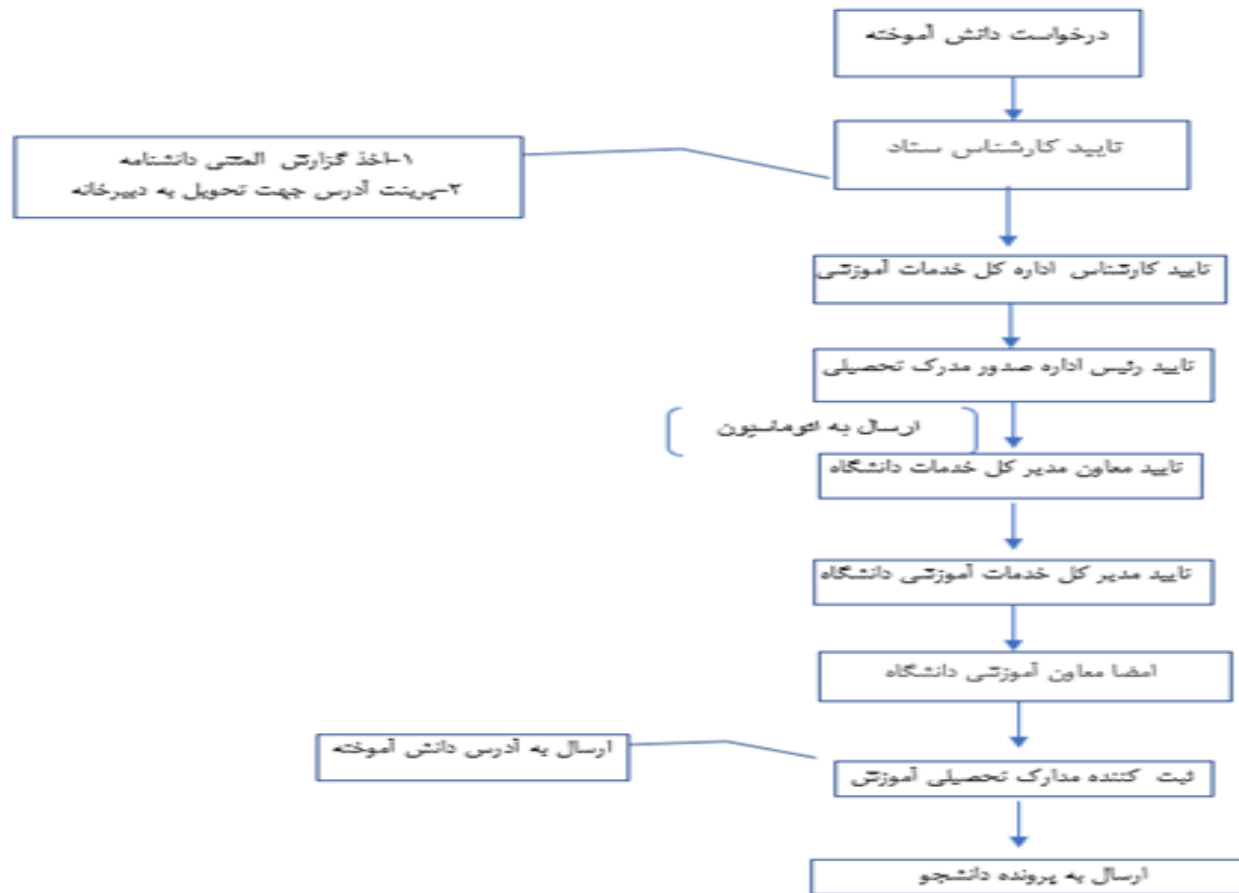 درخواست دانش آموخته
تایید کارشناس ستاد
۱-اخذ گزارش المثنی دانشنامه
۲-پرینت آدرس جهت تحویل به دبیرخانه
تایید کارشناس اداره کل خدمات آموزشی
تایید رئیس اداره صدور مدرک تحصیلی
ارسال به اتوماسیون
تایید معاون مدیر کل خدمات دانشگاه
تایید مدیر کل خدمات آموزشی دانشگاه
امضا معاون آموزشی دانشگاه
ارسال به آدرس دانش آموخته
ثبت کننده مدارک تحصیلی آموزش
ارسال به پرونده دانشجو